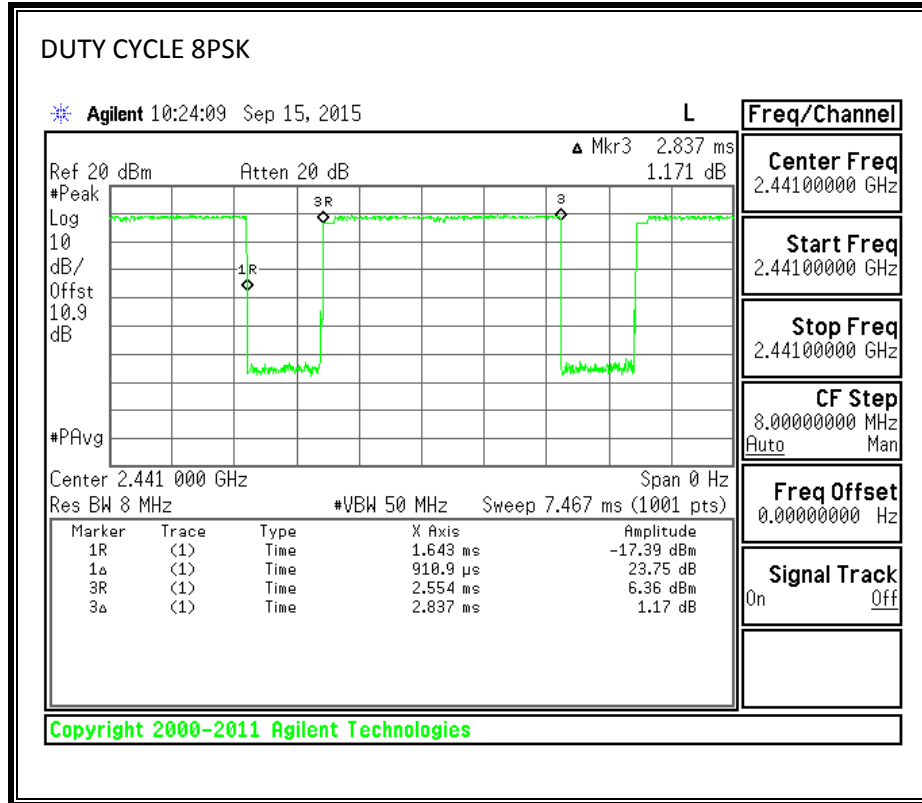 DUTY CYCLE 8PSK
Agilent 10:24:09 Sep 15, 2015 L
Δ Mkr3 2.837 ms
Ref 20 dBm Atten 20 dB 1.171 dB
#Peak
Log
10
dB/
Offst
10.9
dB
#PAvg
3R
3
1R
Center 2.441 000 GHz Span 0 Hz
Res BW 8 MHz #VBW 50 MHz Sweep 7.467 ms (1001 pts)
Marker Trace Type X Axis Amplitude
1R (1) Time 1.643 ms -17.39 dBm
1Δ (1) Time 910.9 µs 23.75 dB
3R (1) Time 2.554 ms 6.36 dBm
3Δ (1) Time 2.837 ms 1.17 dB
Freq/Channel
Center Freq
2.44100000 GHz
Start Freq
2.44100000 GHz
Stop Freq
2.44100000 GHz
CF Step
8.00000000 MHz
Auto Man
Freq Offset
0.00000000 Hz
Signal Track
On Off
Copyright 2000-2011 Agilent Technologies